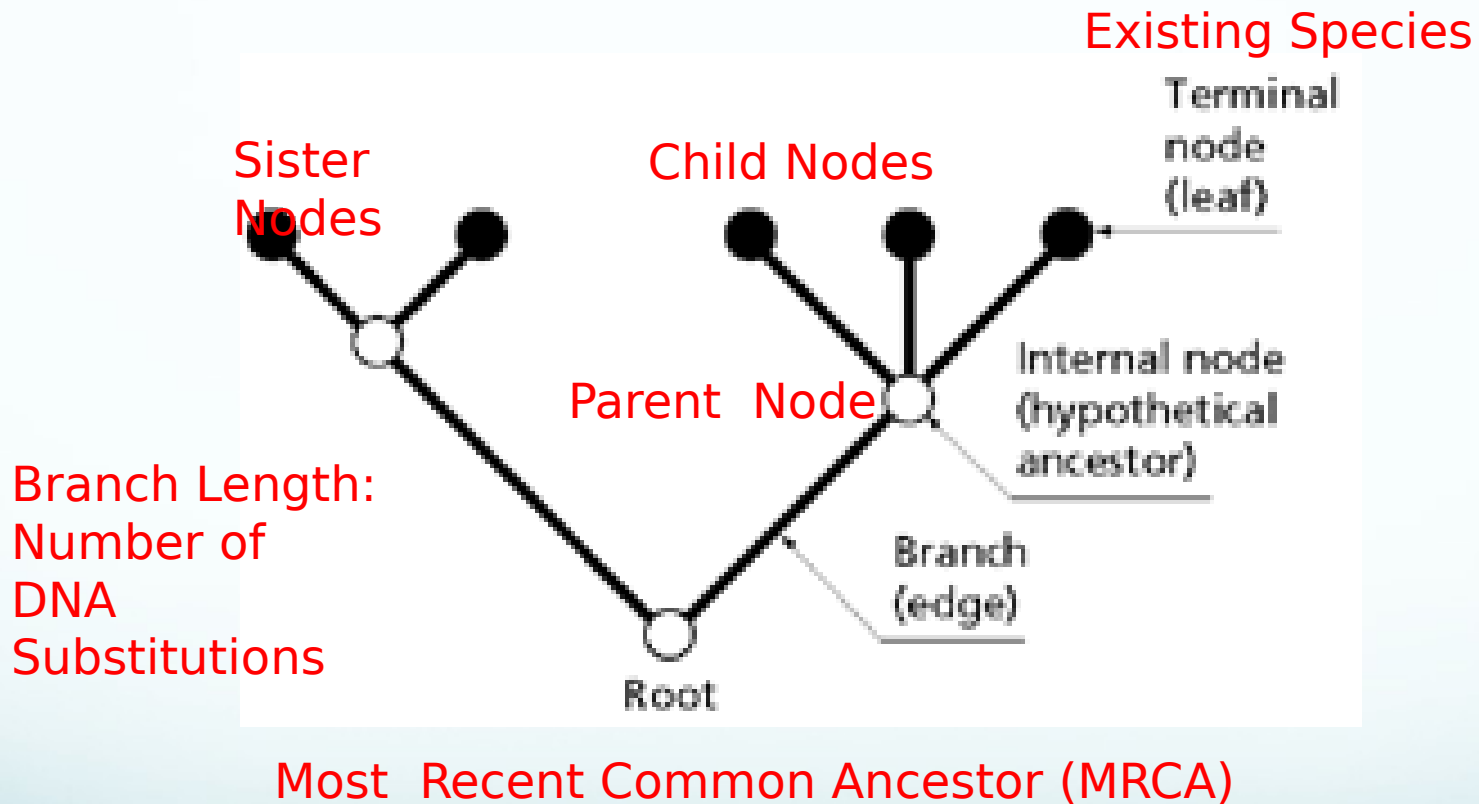 Existing Species
Terminal
node
(leaf)
Sister
Nodes
Child Nodes
Parent Node
Internal node
(hypothetical
ancestor)
Branch Length:
Number of
DNA
Substitutions
Branch
(edge)
Root
Most Recent Common Ancestor (MRCA)